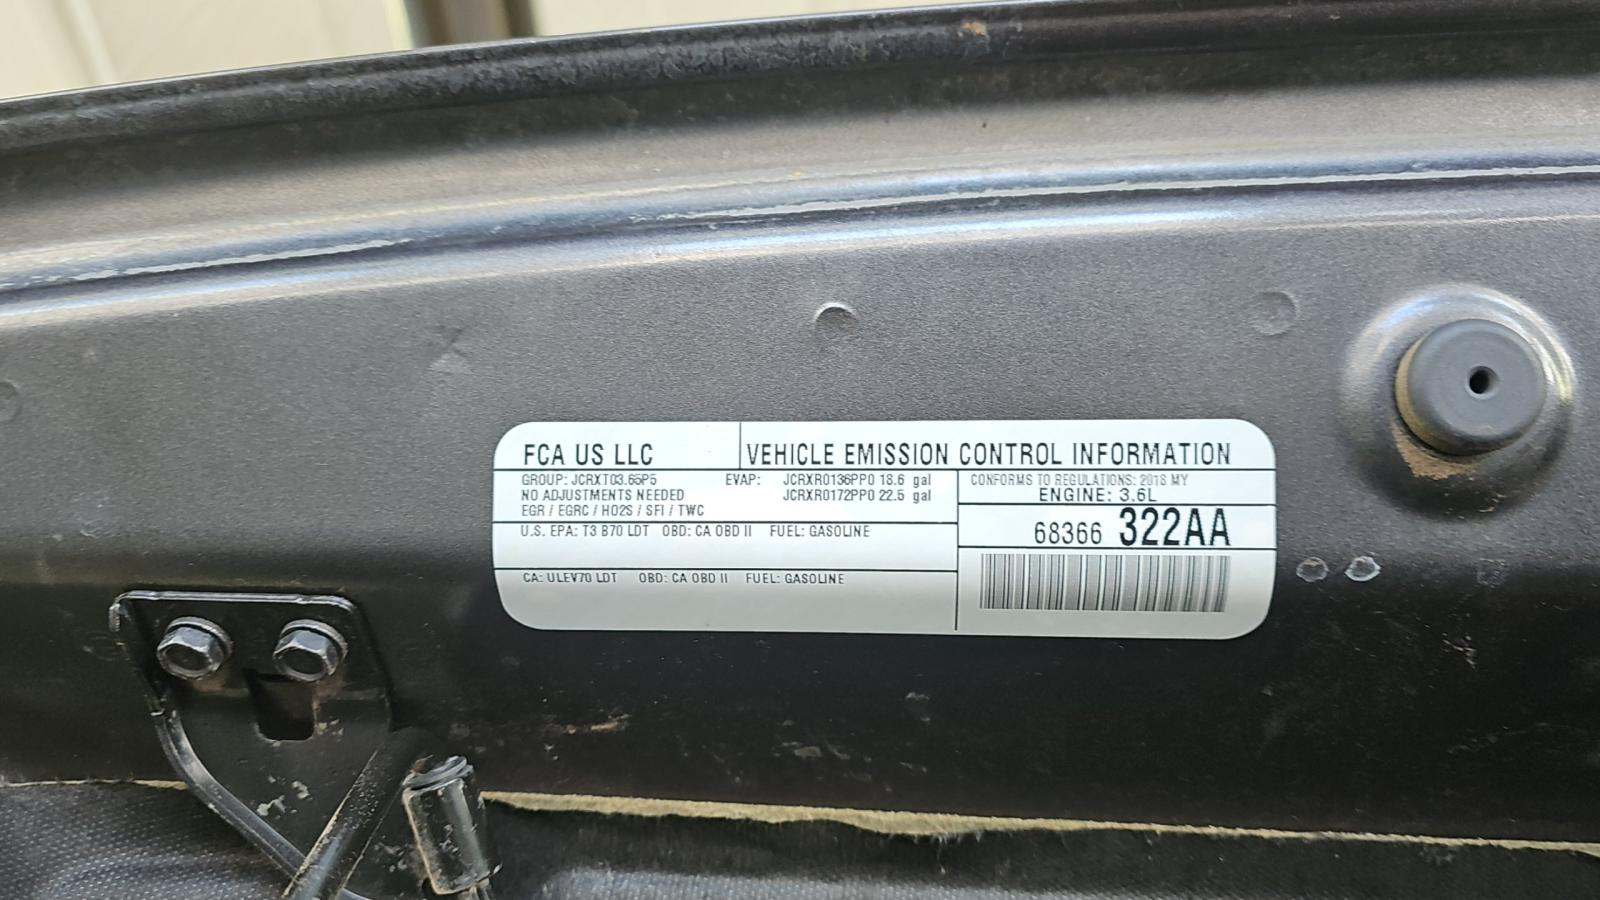 FCA US LLC
VEHICLE EMISSION CONTROL INFORMATION
GROUP: JCRXT03.65P5 EVAP: JCRXR0136PP0 18.6 gal
NO ADJUSTMENTS NEEDED JCRXR0172PP0 22.5 gal
EGR / EGRC / HO2S / SFI / TWC
CONFORMS TO REGULATIONS: 2018 MY
ENGINE: 3.6L
U.S. EPA: T3 B70 LDT OBD: CA OBD II FUEL: GASOLINE
68366 322AA
CA: ULEV70 LDT OBD: CA OBD II FUEL: GASOLINE